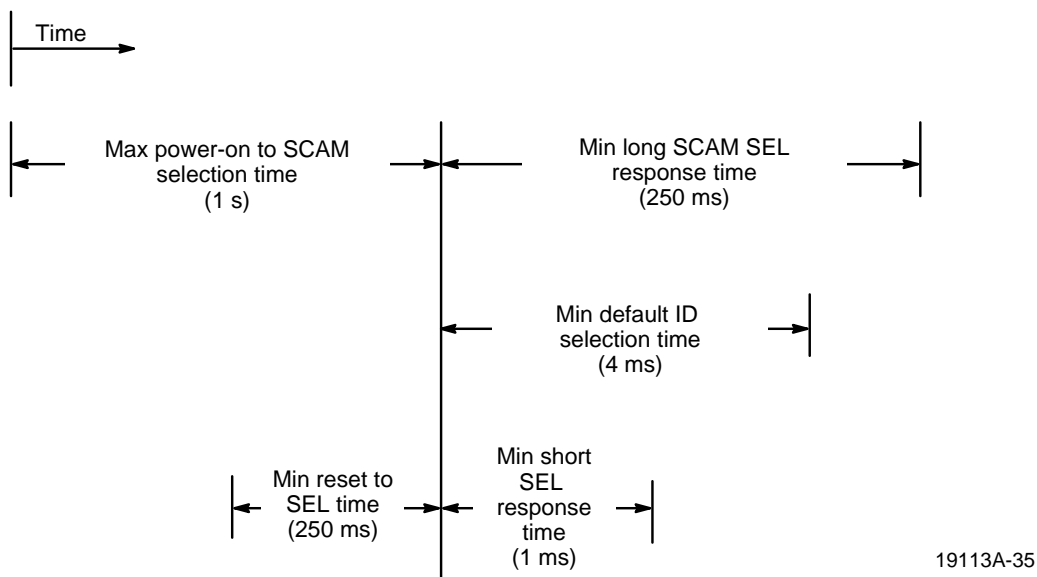 Time
Max power-on to SCAM
selection time
(1 s)
Min long SCAM SEL
response time
(250 ms)
Min default ID
selection time
(4 ms)
Min reset to
SEL time
(250 ms)
Min short
SEL
response
time
(1 ms)
19113A-35